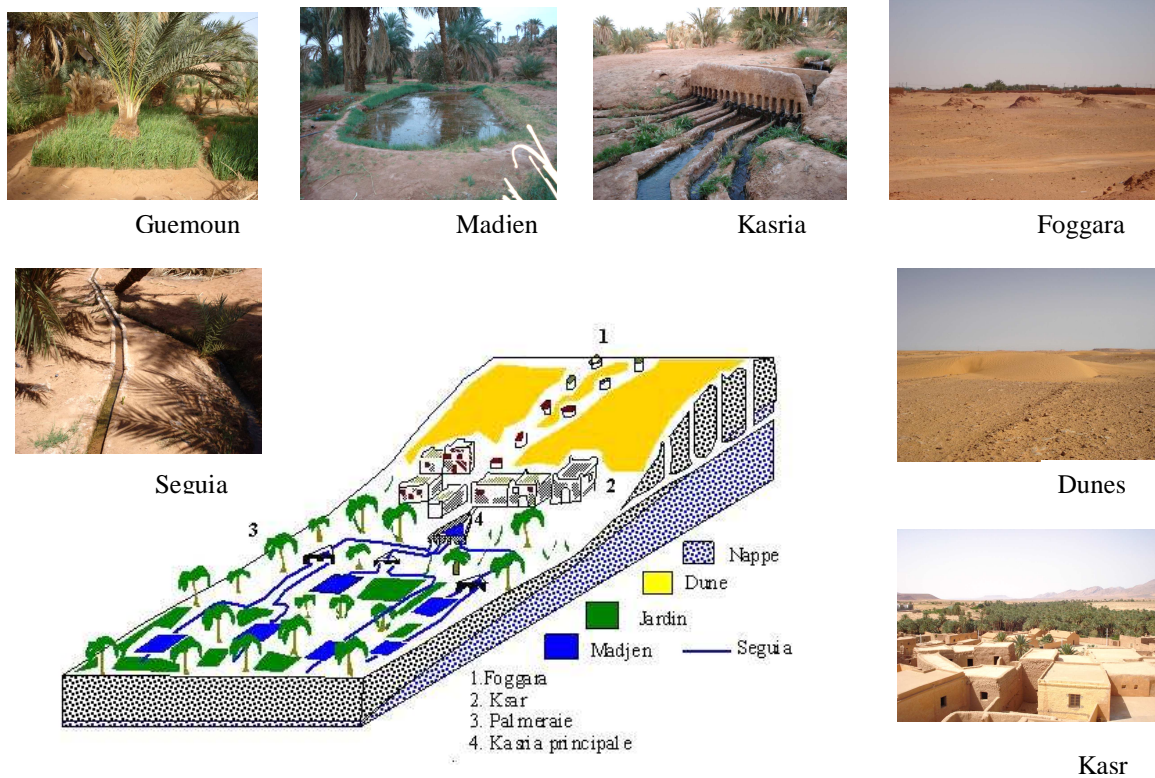 Guemoun
Madjen
Kasria
Foggara
Seguia
Dunes
1
2
3
4
Nappe
Dune
Jardin
Madjen
Seguia
1.Foggara
2. Ksar
3. Palmeraie
4. Kasria principale
Kasr